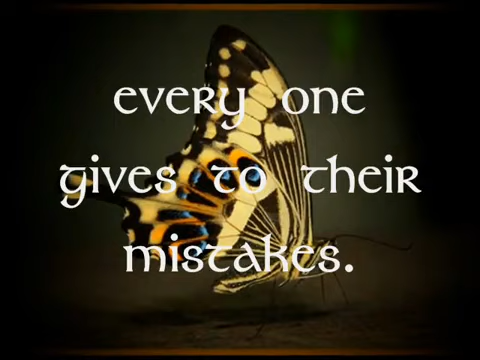 every one
gives to their
mistakes.